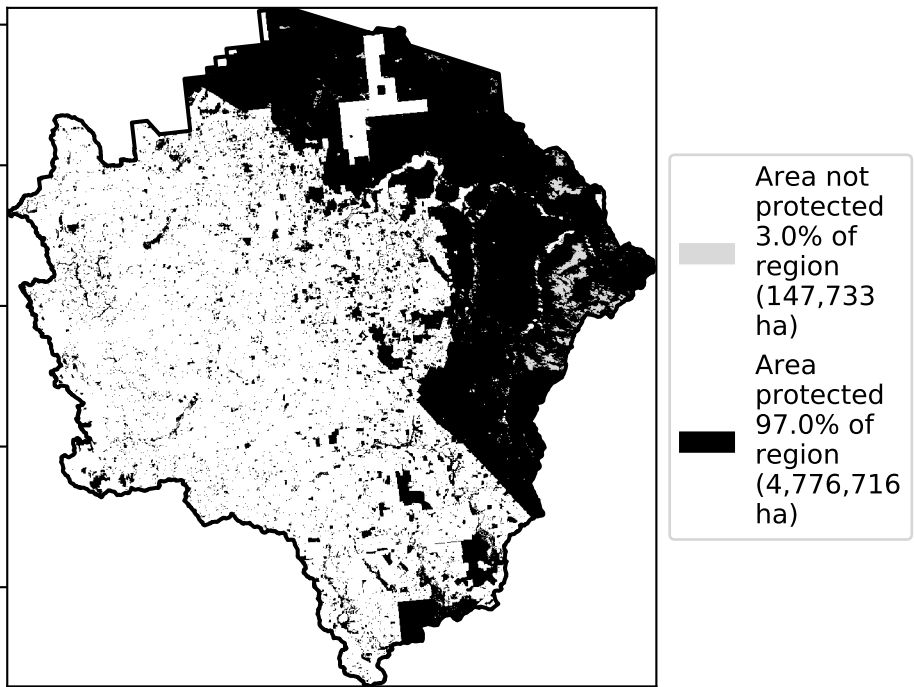 Area not
protected
3.0% of
region
(147,733
ha)
Area
protected
97.0% of
region
(4,776,716
ha)